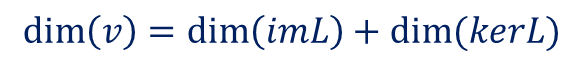 dim(v) = dim(imL) + dim(kerL)